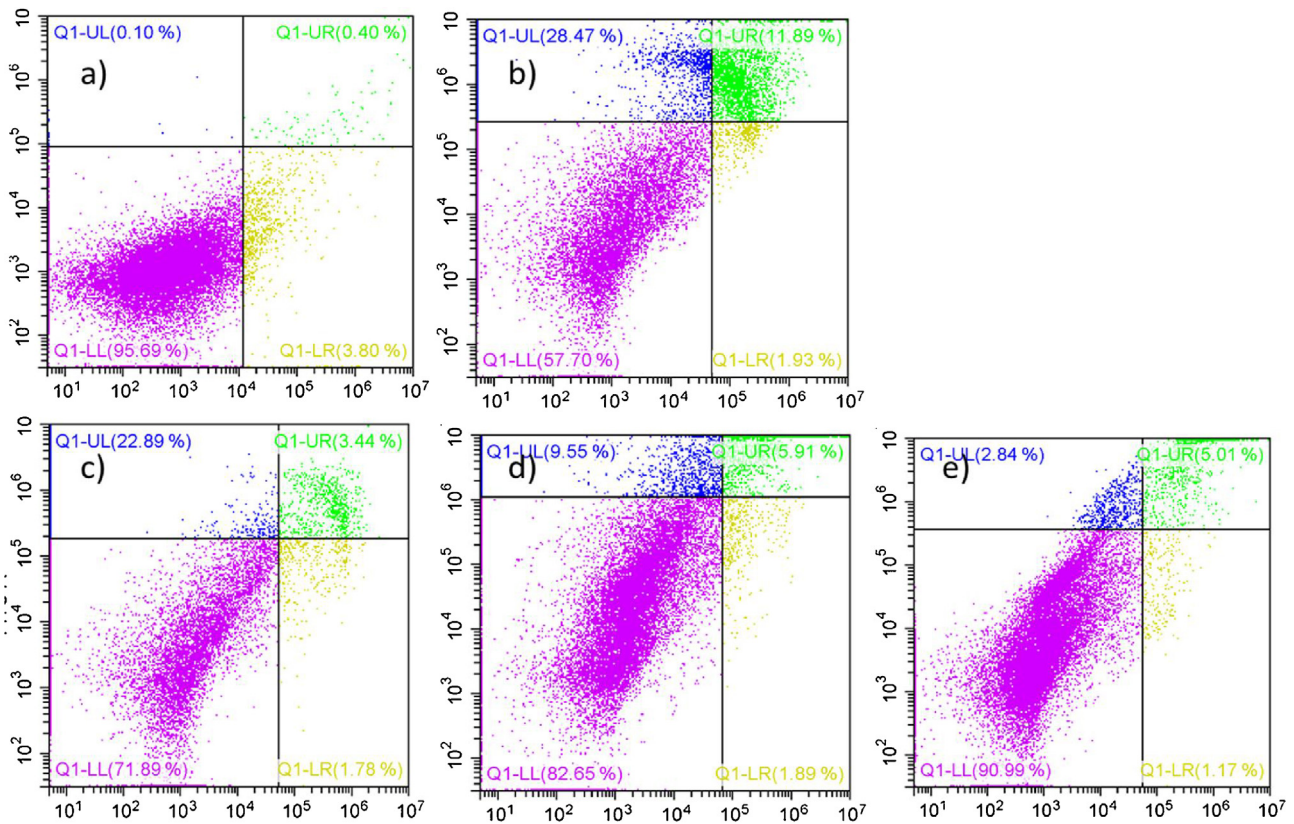 Q1-UL(0.10 %) Q1-UR(0.40 %)
a)
Q1-LL(95.69 %) Q1-LR(3.80 %)
10
10⁶
10⁵
10⁴
10³
10²
10¹ 10² 10³ 10⁴ 10⁵ 10⁶ 10⁷
Q1-UL(28.47 %) Q1-UR(11.89 %)
b)
Q1-LL(57.70 %) Q1-LR(1.93 %)
10
10⁶
10⁵
10⁴
10³
10²
10¹ 10² 10³ 10⁴ 10⁵ 10⁶ 10⁷
Q1-UL(22.89 %) Q1-UR(3.44 %)
c)
Q1-LL(71.89 %) Q1-LR(1.78 %)
10
10⁶
10⁵
10⁴
10³
10²
10¹ 10² 10³ 10⁴ 10⁵ 10⁶ 10⁷
Q1-UL(9.55 %) Q1-UR(5.91 %)
d)
Q1-LL(82.65 %) Q1-LR(1.89 %)
10
10⁶
10⁵
10⁴
10³
10²
10¹ 10² 10³ 10⁴ 10⁵ 10⁶ 10⁷
Q1-UL(2.84 %) Q1-UR(5.01 %)
e)
Q1-LL(90.99 %) Q1-LR(1.17 %)
10
10⁶
10⁵
10⁴
10³
10²
10¹ 10² 10³ 10⁴ 10⁵ 10⁶ 10⁷